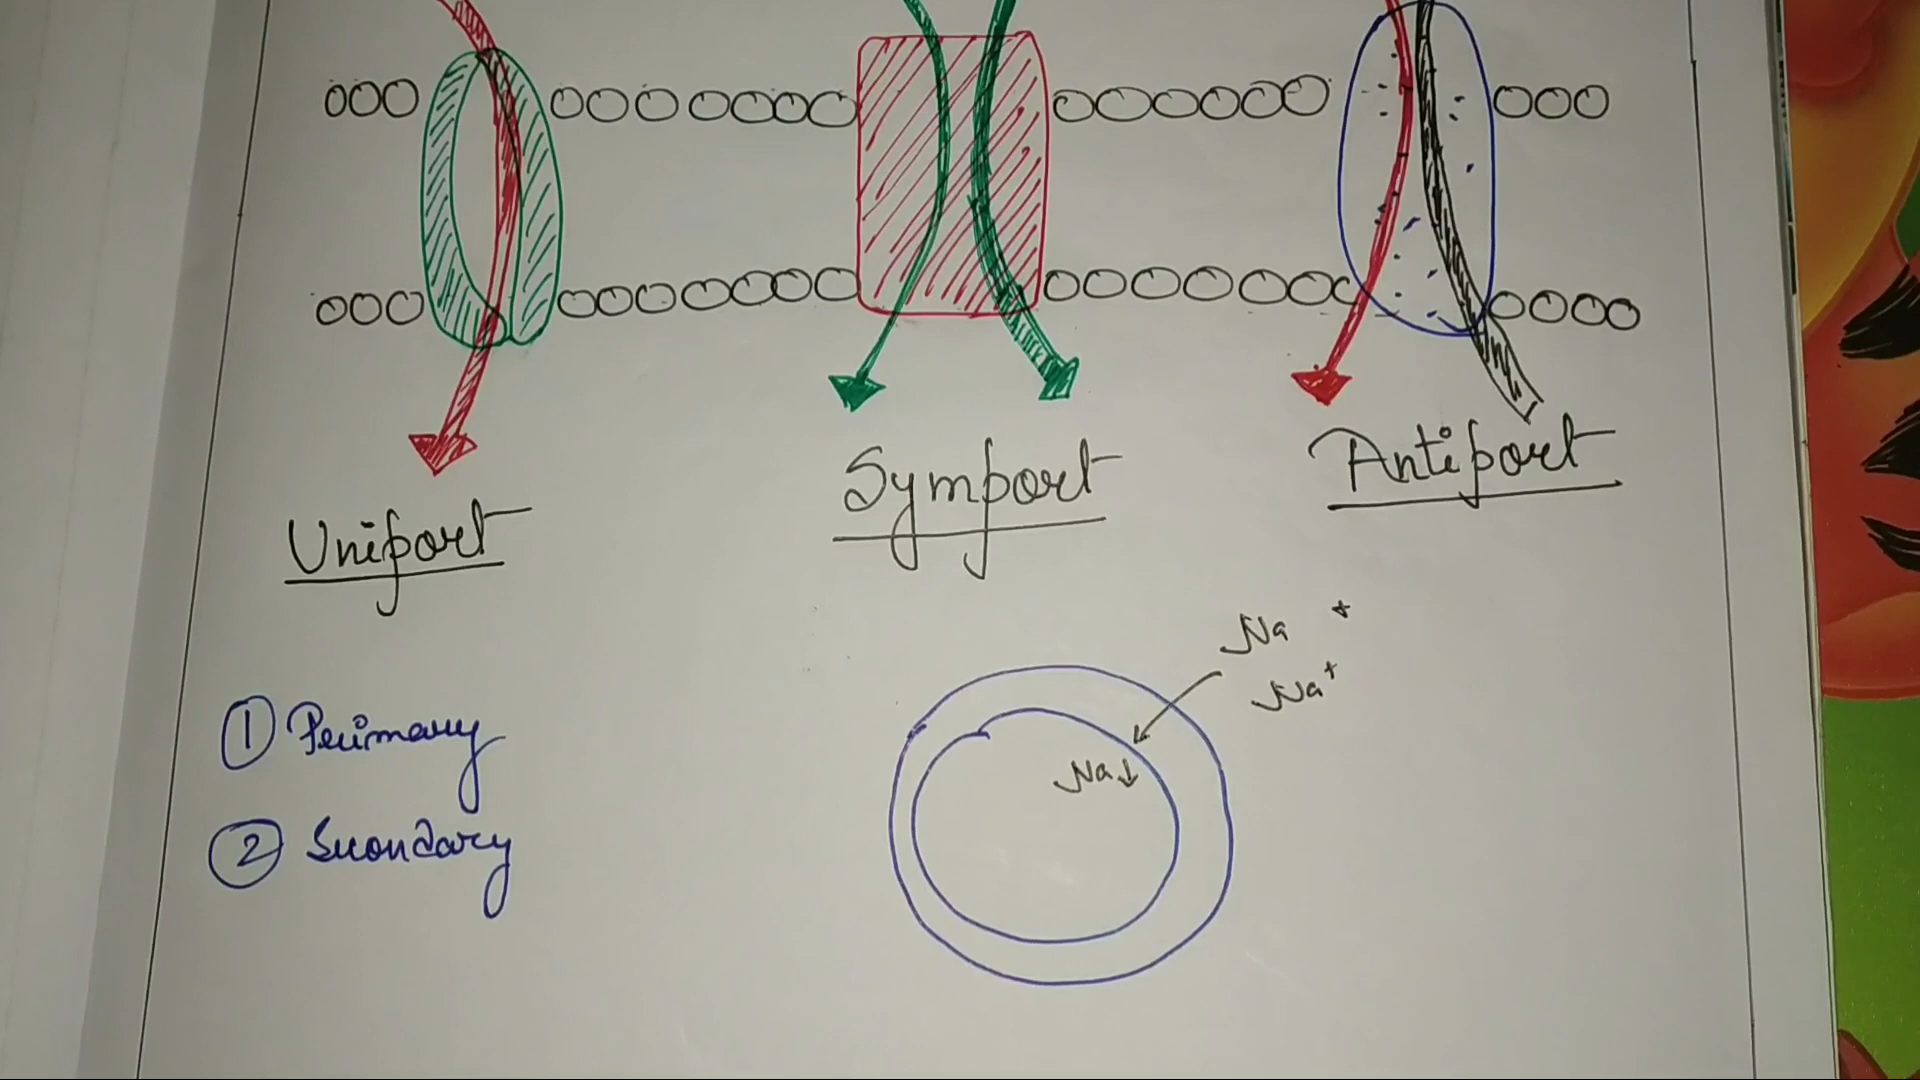 Uniport
Symport
Antiport
Na +
Na+
Na↓
① Primary
② Secondary